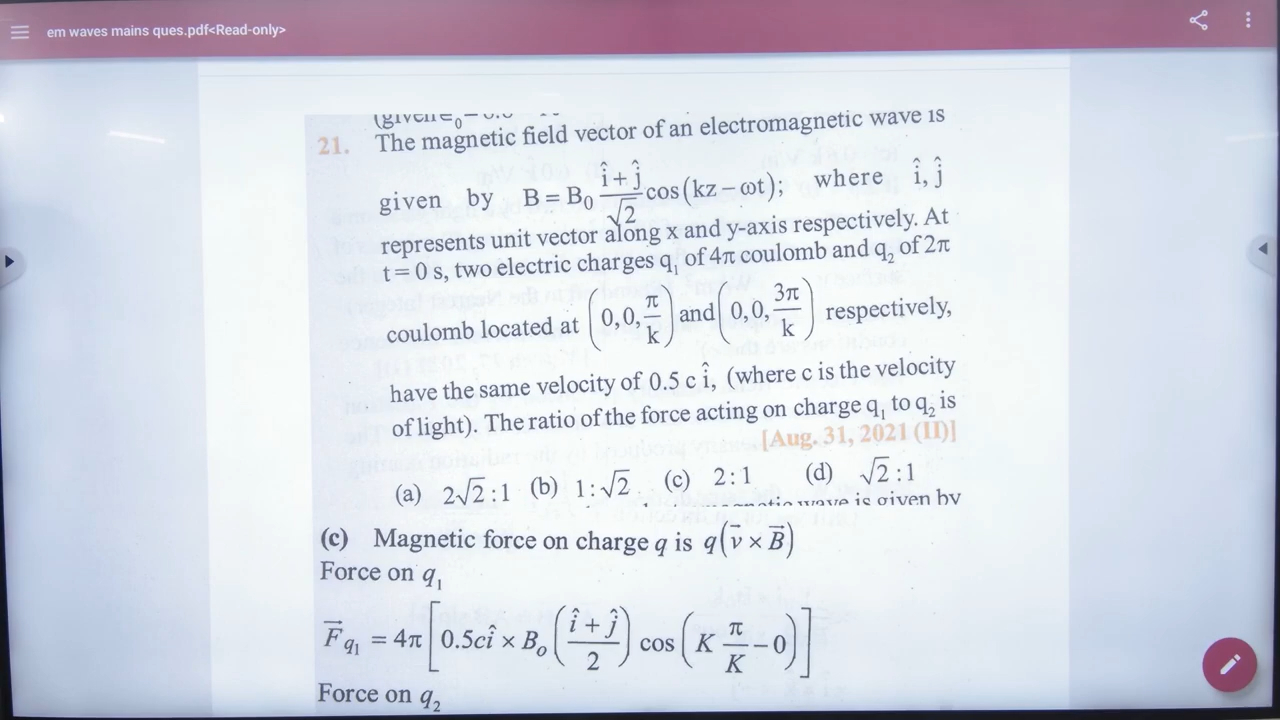 em waves mains ques.pdf<Read-only>
21. The magnetic field vector of an electromagnetic wave is
given by B = B₀ (î + ĵ)/√2 cos(kz − ωt); where î, ĵ
represents unit vector along x and y-axis respectively. At
t = 0 s, two electric charges q₁ of 4π coulomb and q₂ of 2π
coulomb located at (0, 0, π/k) and (0, 0, 3π/k) respectively,
have the same velocity of 0.5 c î, (where c is the velocity
of light). The ratio of the force acting on charge q₁ to q₂ is
[Aug. 31, 2021 (II)]
(a) 2√2 : 1 (b) 1 : √2 (c) 2 : 1 (d) √2 : 1
(c) Magnetic force on charge q is q(v⃗ × B⃗)
Force on q₁
F⃗q₁ = 4π [0.5cî × Bₒ ((î + ĵ)/2) cos (K π/K − 0)]
Force on q₂